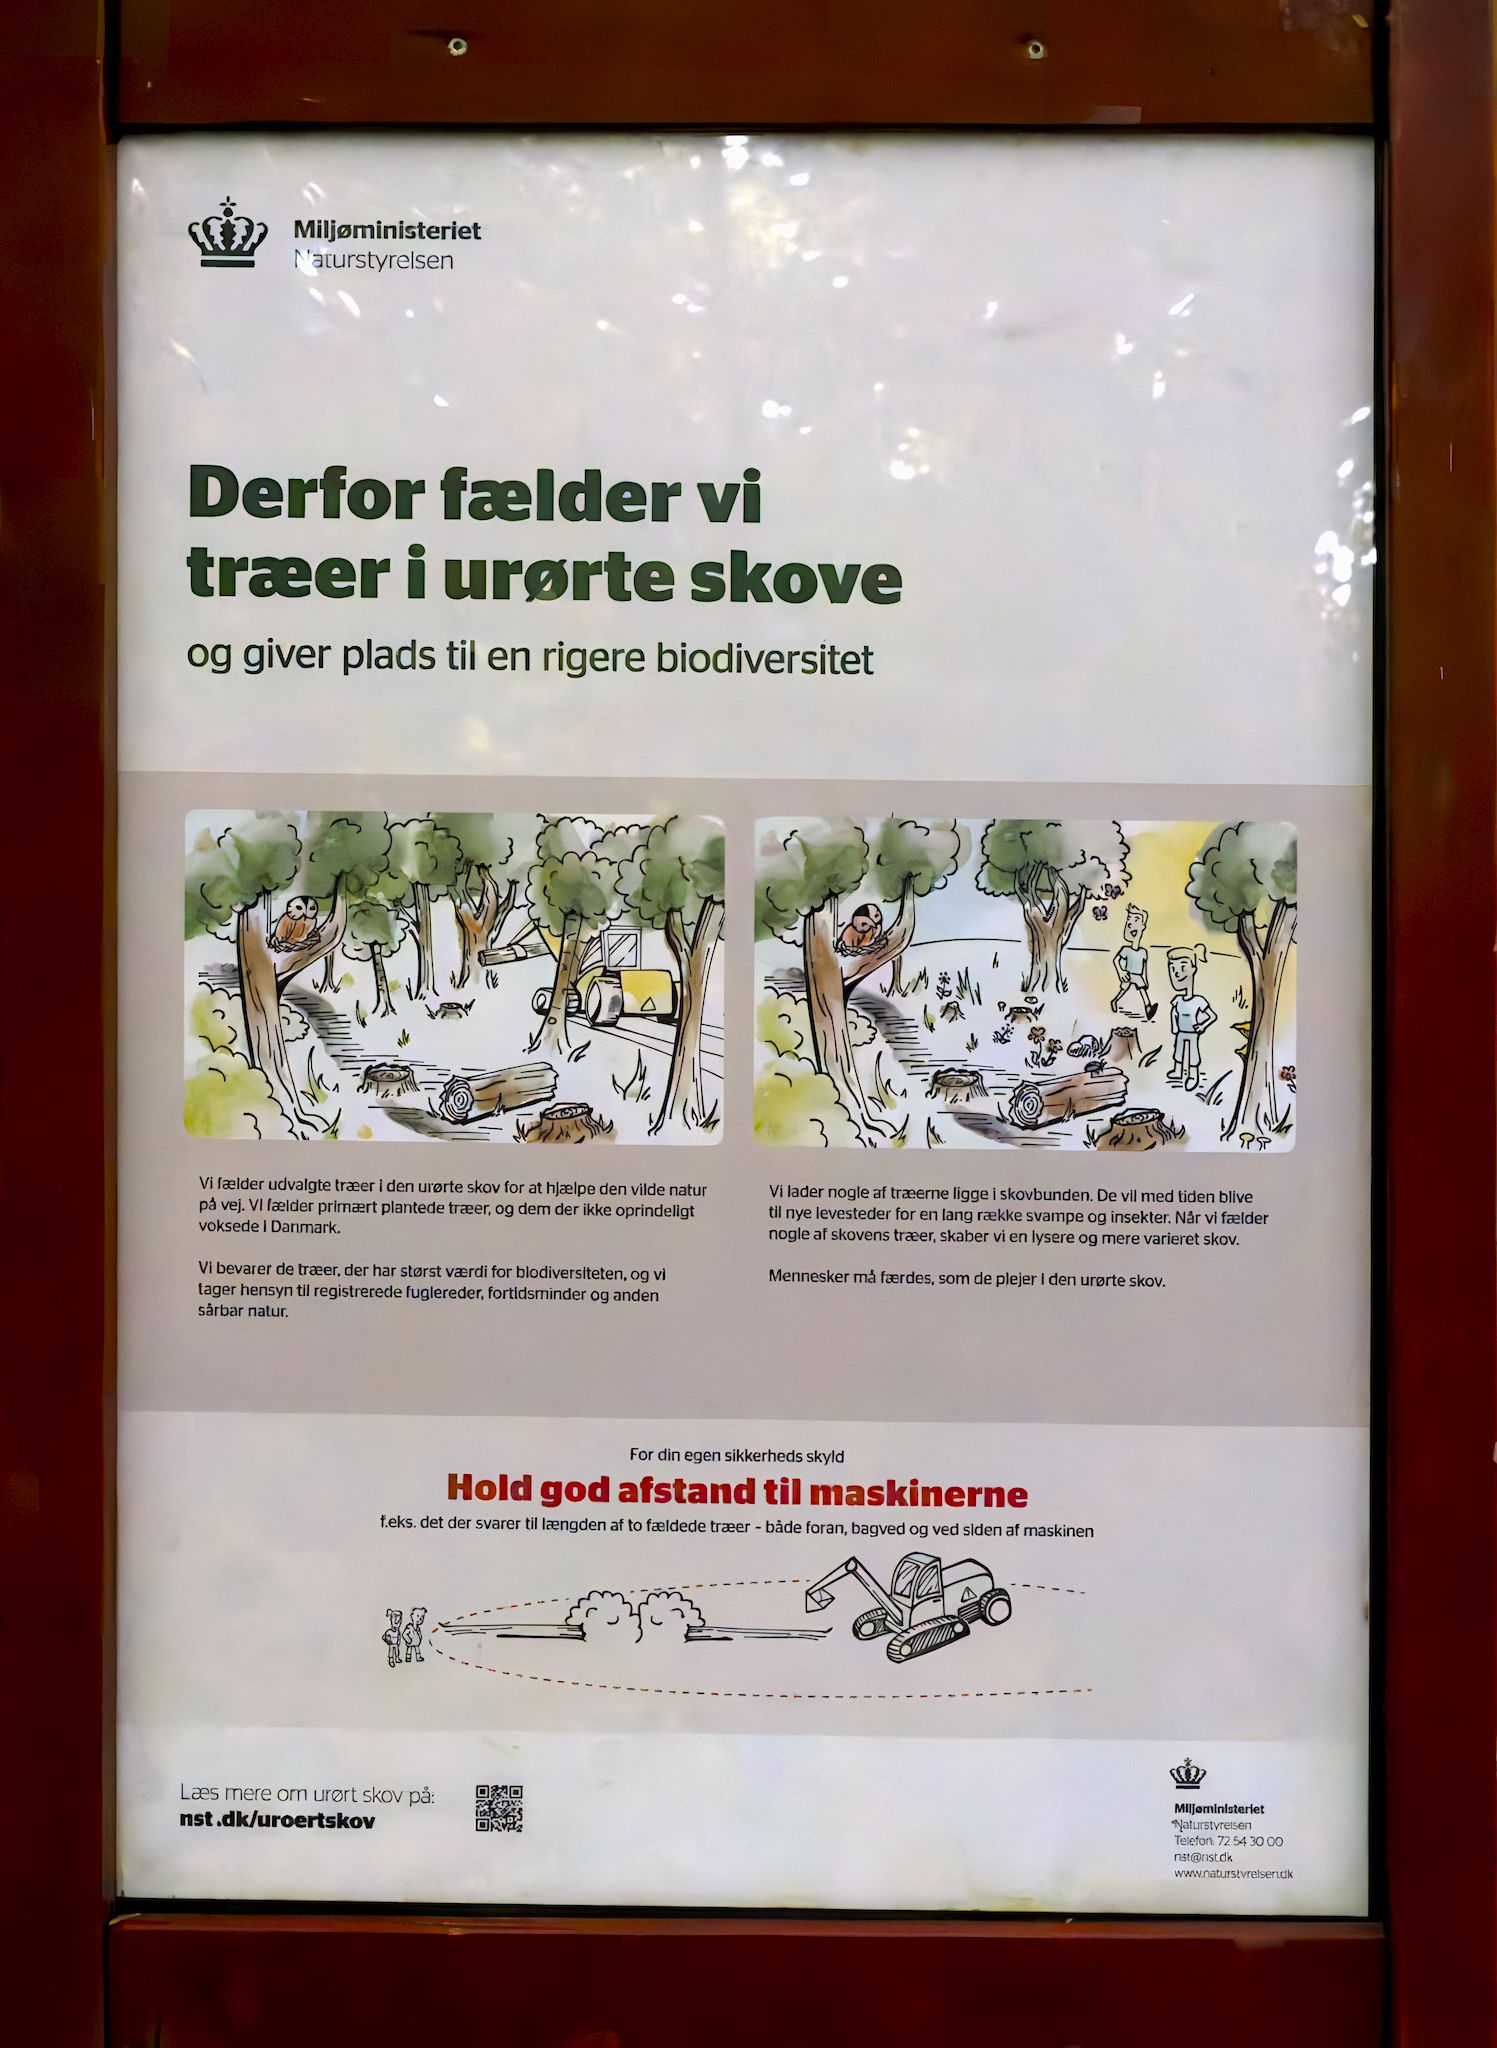 Miljøministeriet
Naturstyrelsen
Derfor fælder vi
træer i urørte skove
og giver plads til en rigere biodiversitet
Vi fælder udvalgte træer i den urørte skov for at hjælpe den vilde natur
på vej. Vi fælder primært plantede træer, og dem der ikke oprindeligt
voksede i Danmark.
Vi bevarer de træer, der har størst værdi for biodiversiteten, og vi
tager hensyn til registrerede fuglereder, fortidsminder og anden
sårbar natur.
Vi lader nogle af træerne ligge i skovbunden. De vil med tiden blive
til nye levesteder for en lang række svampe og insekter. Når vi fælder
nogle af skovens træer, skaber vi en lysere og mere varieret skov.
Mennesker må færdes, som de plejer i den urørte skov.
For din egen sikkerheds skyld
Hold god afstand til maskinerne
f.eks. det der svarer til længden af to fældede træer - både foran, bagved og ved siden af maskinen
Læs mere om urørt skov på:
nst.dk/uroertskov
Miljøministeriet
Naturstyrelsen
Telefon: 72 54 30 00
nst@nst.dk
www.naturstyrelsen.dk